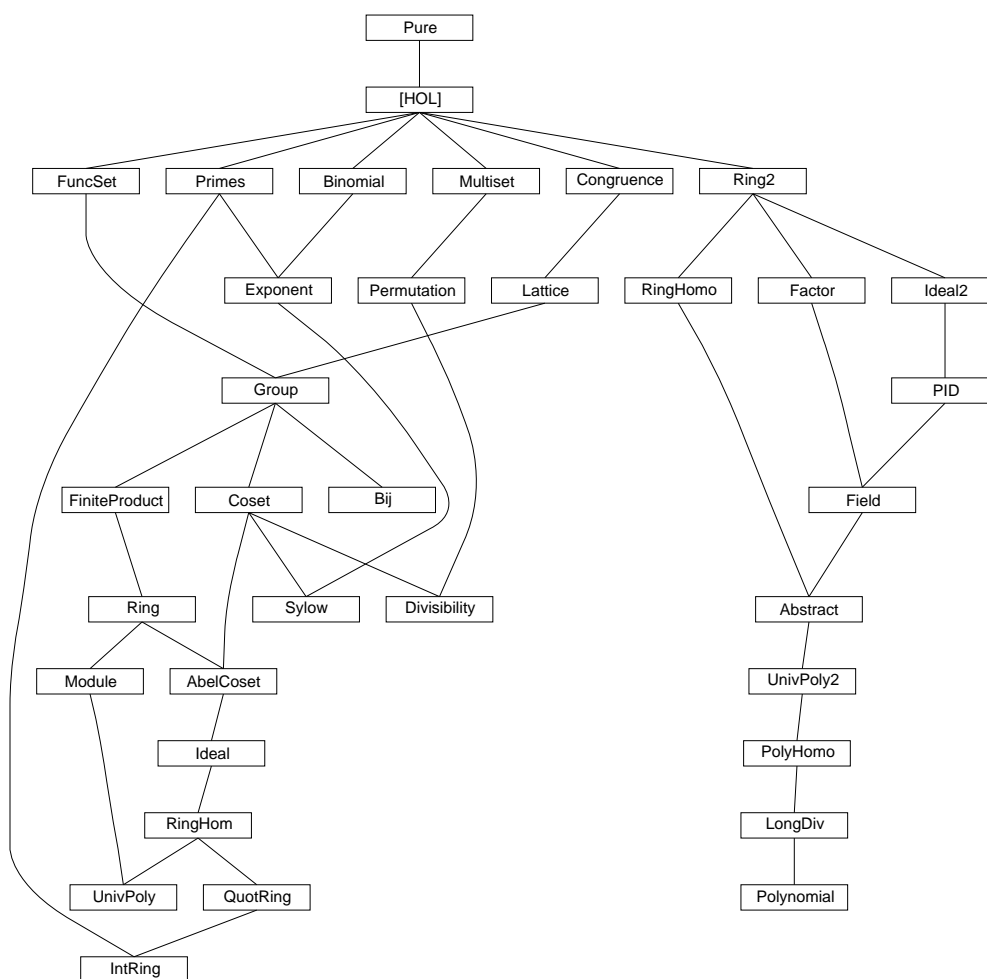 Pure
[HOL]
FuncSet Primes Binomial Multiset Congruence Ring2
Exponent Permutation Lattice RingHomo Factor Ideal2
Group PID
FiniteProduct Coset Bij Field
Ring Sylow Divisibility Abstract
Module AbelCoset UnivPoly2
Ideal PolyHomo
RingHom LongDiv
UnivPoly QuotRing Polynomial
IntRing